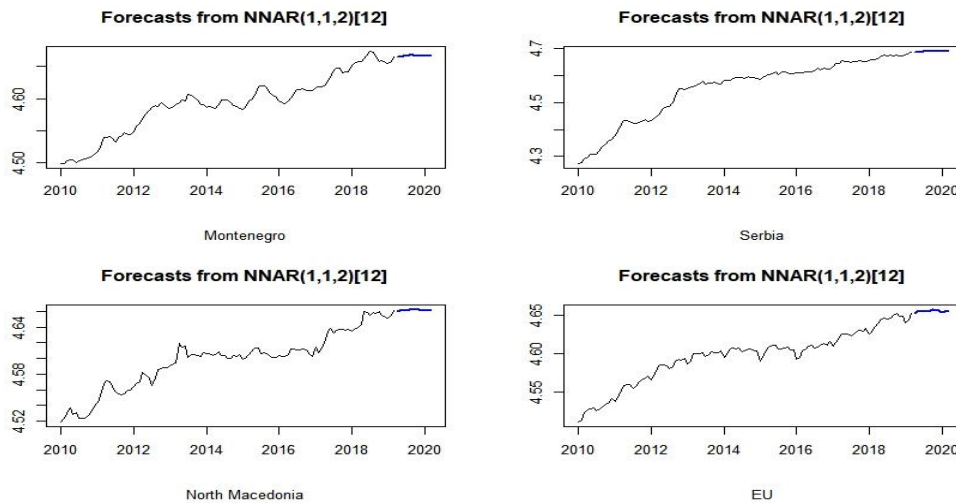 Forecasts from NNAR(1,1,2)[12]
4.60
4.50
2010 2012 2014 2016 2018 2020
Montenegro
Forecasts from NNAR(1,1,2)[12]
4.7
4.5
4.3
2010 2012 2014 2016 2018 2020
Serbia
Forecasts from NNAR(1,1,2)[12]
4.64
4.58
4.52
2010 2012 2014 2016 2018 2020
North Macedonia
Forecasts from NNAR(1,1,2)[12]
4.65
4.60
4.55
2010 2012 2014 2016 2018 2020
EU